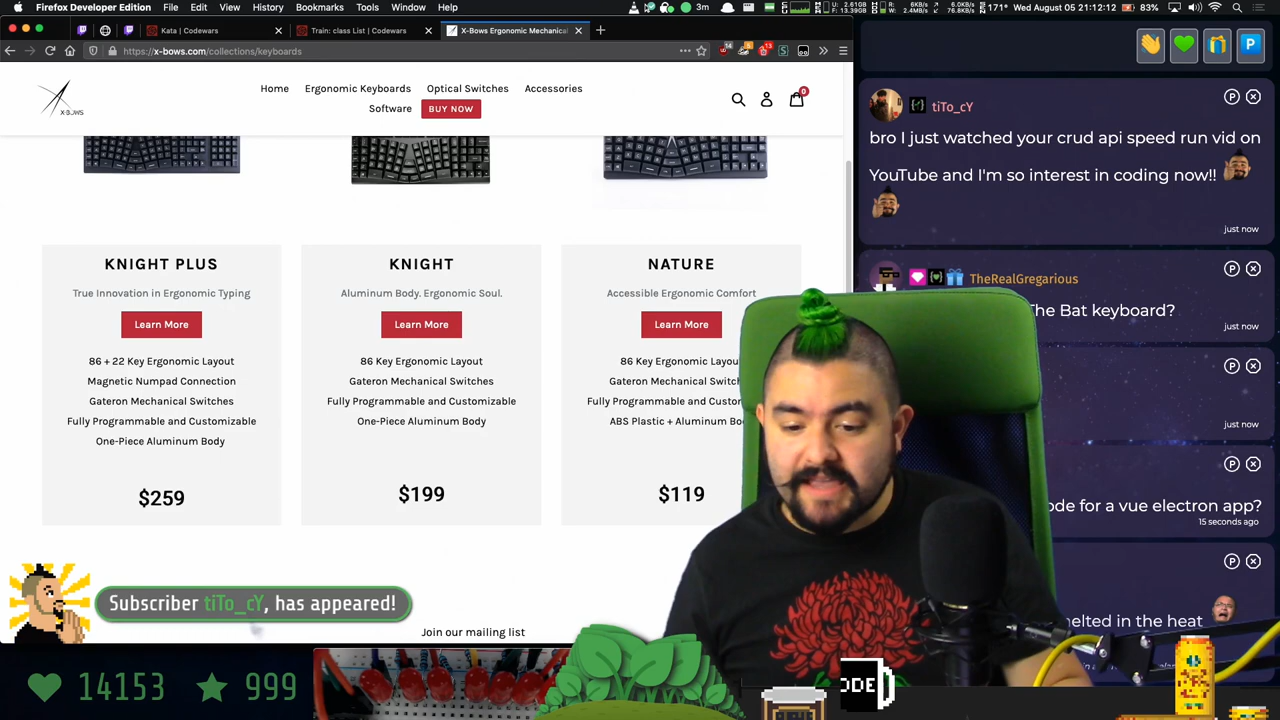 Firefox Developer Edition File Edit View History Bookmarks Tools Window Help
3m
171° Wed August 05 21:12:12 83%
Kata | Codewars
Train: class List | Codewars
X-Bows Ergonomic Mechanical
https://x-bows.com/collections/keyboards
X-BOWS
Home Ergonomic Keyboards Optical Switches Accessories
Software BUY NOW
0
KNIGHT PLUS
True Innovation in Ergonomic Typing
Learn More
86 + 22 Key Ergonomic Layout
Magnetic Numpad Connection
Gateron Mechanical Switches
Fully Programmable and Customizable
One-Piece Aluminum Body
$259
KNIGHT
Aluminum Body. Ergonomic Soul.
Learn More
86 Key Ergonomic Layout
Gateron Mechanical Switches
Fully Programmable and Customizable
One-Piece Aluminum Body
$199
NATURE
Accessible Ergonomic Comfort
Learn More
86 Key Ergonomic Layou
Gateron Mechanical Switch
Fully Programmable and Custom
ABS Plastic + Aluminum Bo
$119
Join our mailing list
tiTo_cY
bro I just watched your crud api speed run vid on
YouTube and I'm so interest in coding now!!
just now
TheRealGregarious
The Bat keyboard?
just now
just now
ode for a vue electron app?
15 seconds ago
elted in the heat
Subscriber tiTo_cY, has appeared!
14153 999
ODE